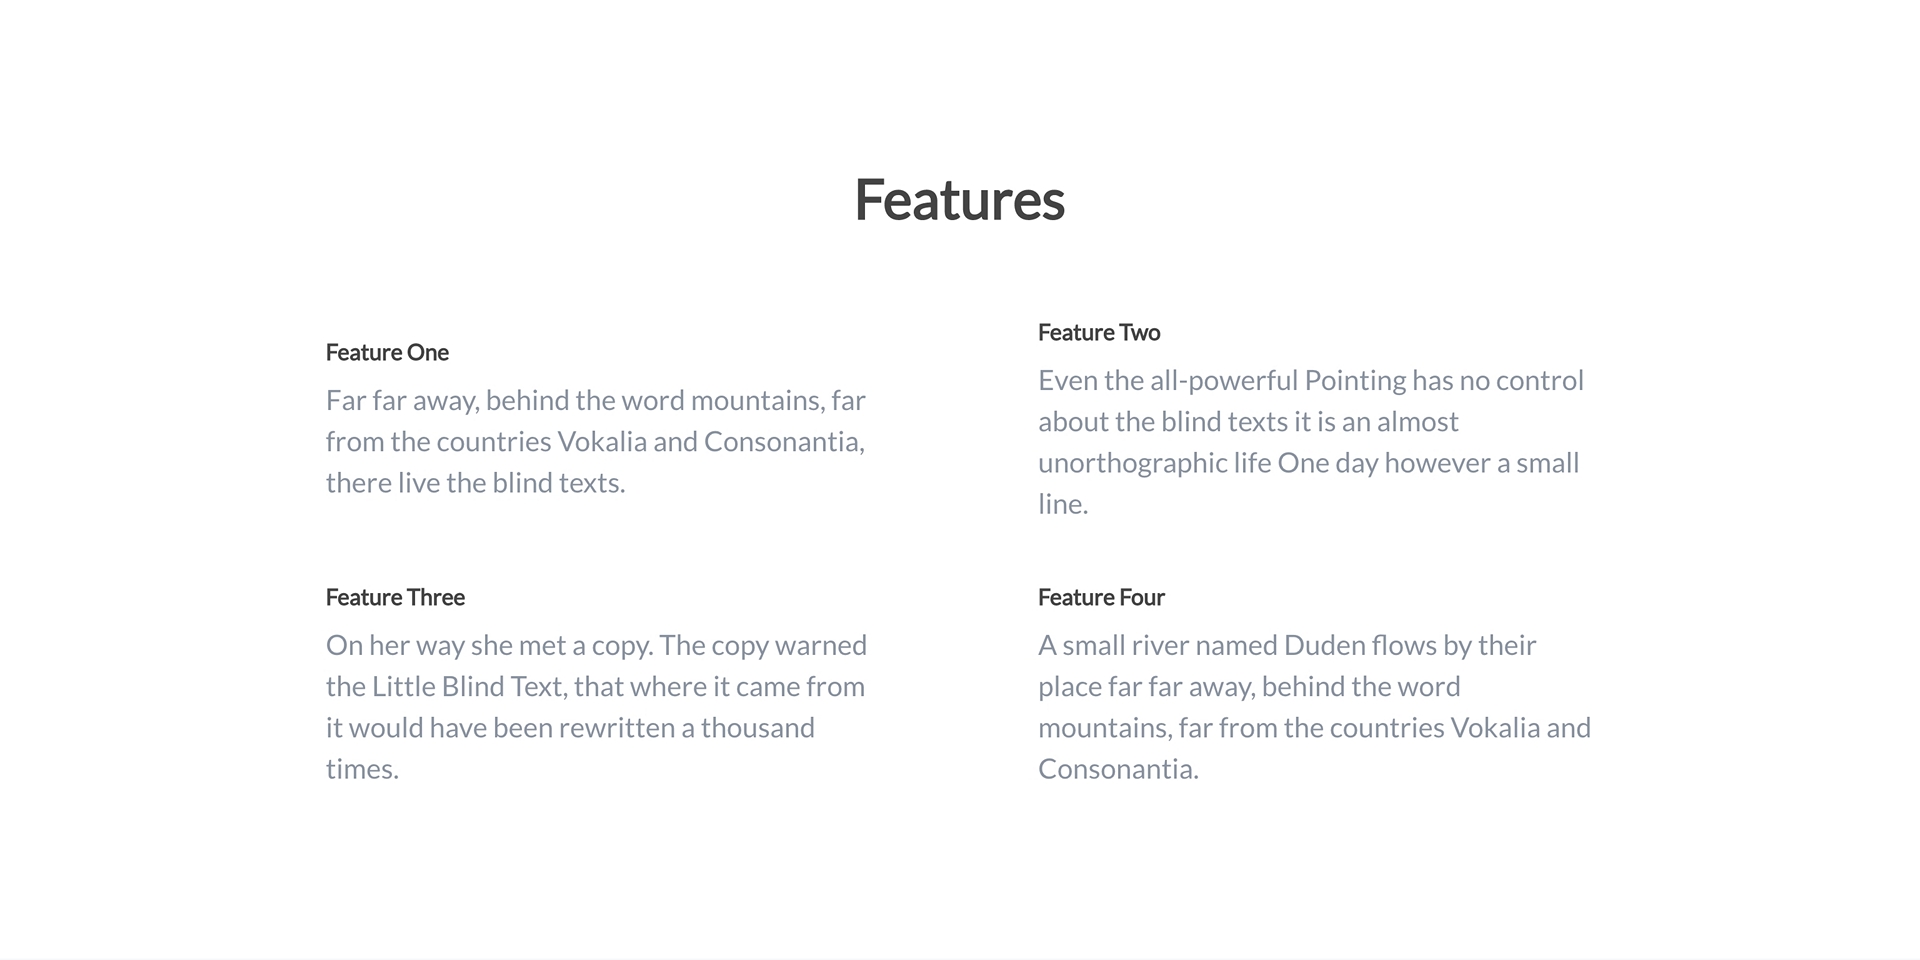 Features
Feature One
Far far away, behind the word mountains, far
from the countries Vokalia and Consonantia,
there live the blind texts.
Feature Two
Even the all-powerful Pointing has no control
about the blind texts it is an almost
unorthographic life One day however a small
line.
Feature Three
On her way she met a copy. The copy warned
the Little Blind Text, that where it came from
it would have been rewritten a thousand
times.
Feature Four
A small river named Duden flows by their
place far far away, behind the word
mountains, far from the countries Vokalia and
Consonantia.